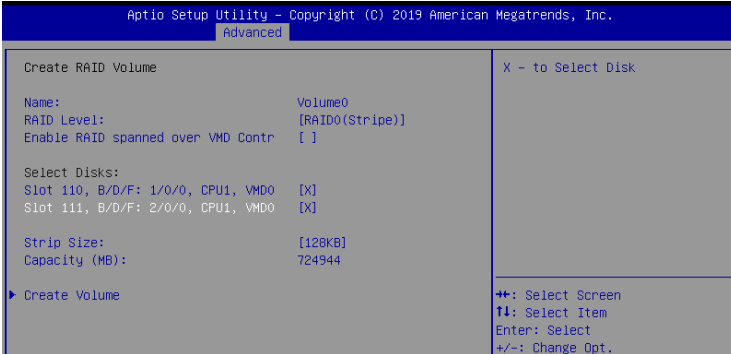 Aptio Setup Utility – Copyright (C) 2019 American Megatrends, Inc.
Advanced
Create RAID Volume
X – to Select Disk
Name: Volume0
RAID Level: [RAID0(Stripe)]
Enable RAID spanned over VMD Contr [ ]
Select Disks:
Slot 110, B/D/F: 1/0/0, CPU1, VMD0 [X]
Slot 111, B/D/F: 2/0/0, CPU1, VMD0 [X]
Strip Size: [128KB]
Capacity (MB): 724944
Create Volume
→←: Select Screen
↑↓: Select Item
Enter: Select
+/-: Change Opt.